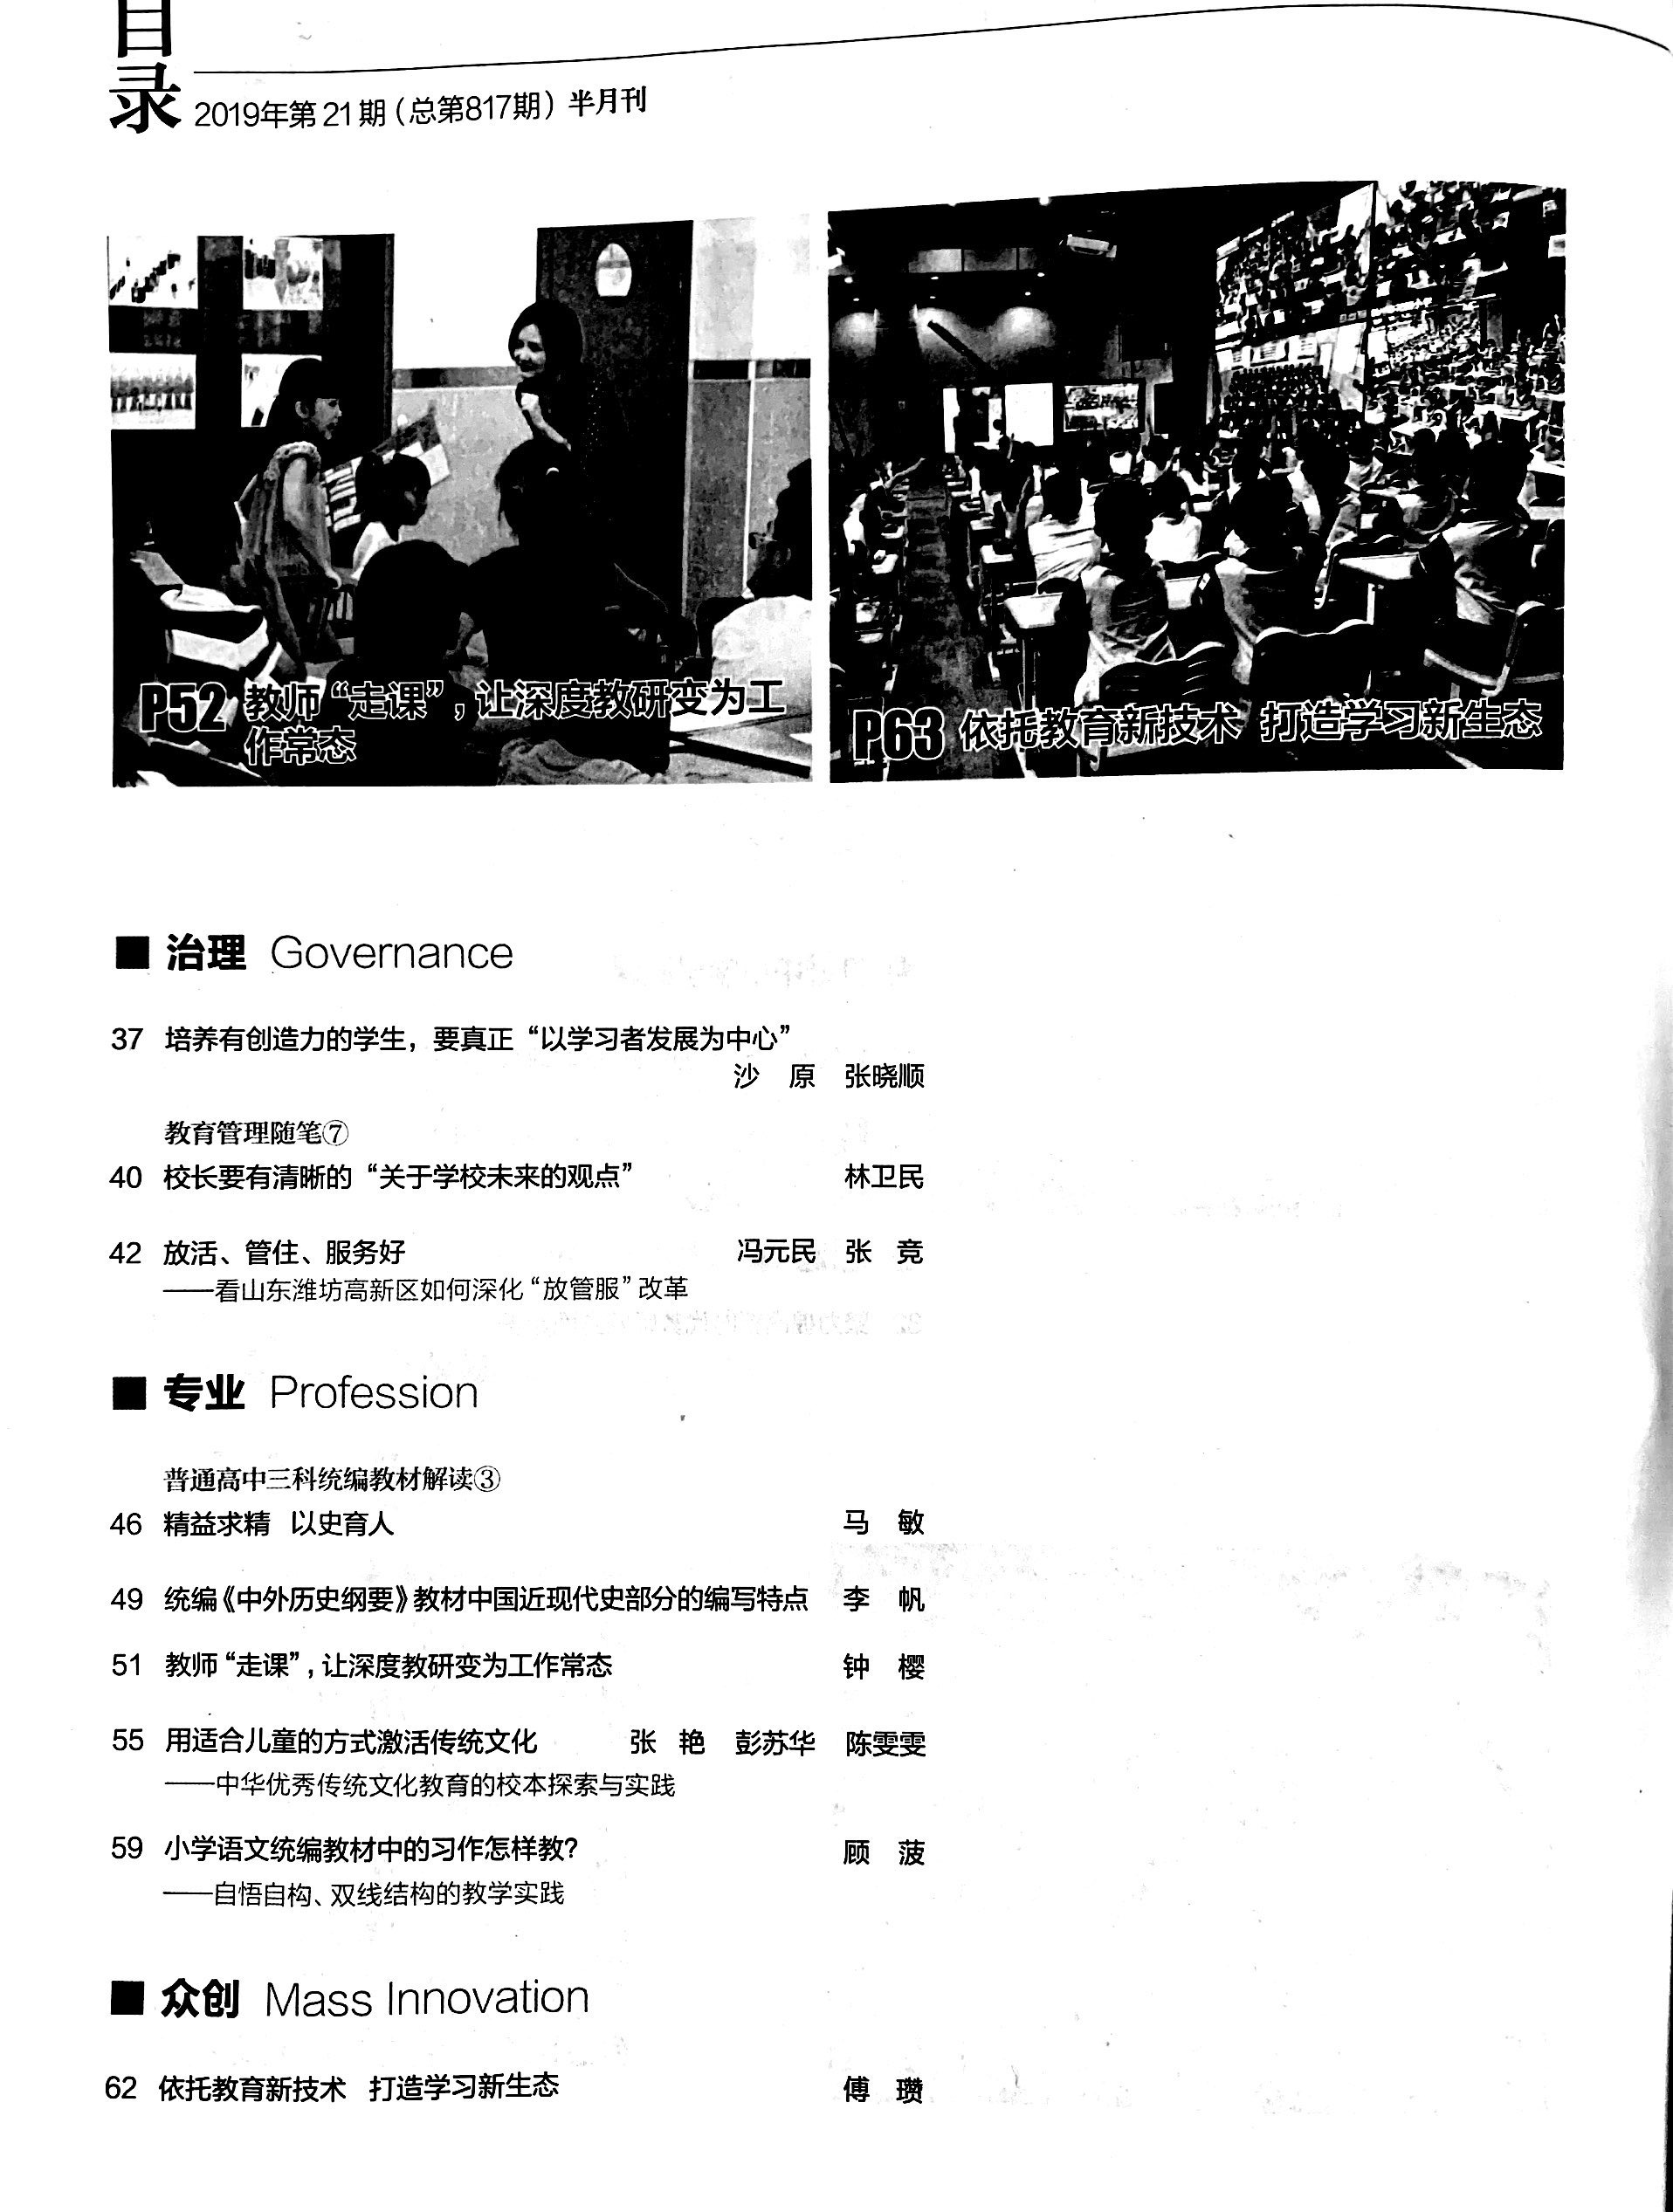 目录
2019年第21期（总第817期）半月刊
P52 教师“走课”，让深度教研变为工
作常态
P63 依托教育新技术 打造学习新生态
■ 治理 Governance
37 培养有创造力的学生，要真正“以学习者发展为中心”
沙 原 张晓顺
教育管理随笔⑦
40 校长要有清晰的“关于学校未来的观点” 林卫民
42 放活、管住、服务好 冯元民 张 竞
——看山东潍坊高新区如何深化“放管服”改革
■ 专业 Profession
普通高中三科统编教材解读③
46 精益求精 以史育人 马 敏
49 统编《中外历史纲要》教材中国近现代史部分的编写特点 李 帆
51 教师“走课”，让深度教研变为工作常态 钟 樱
55 用适合儿童的方式激活传统文化 张 艳 彭苏华 陈雯雯
——中华优秀传统文化教育的校本探索与实践
59 小学语文统编教材中的习作怎样教？ 顾 菠
——自悟自构、双线结构的教学实践
■ 众创 Mass Innovation
62 依托教育新技术 打造学习新生态 傅 瓒